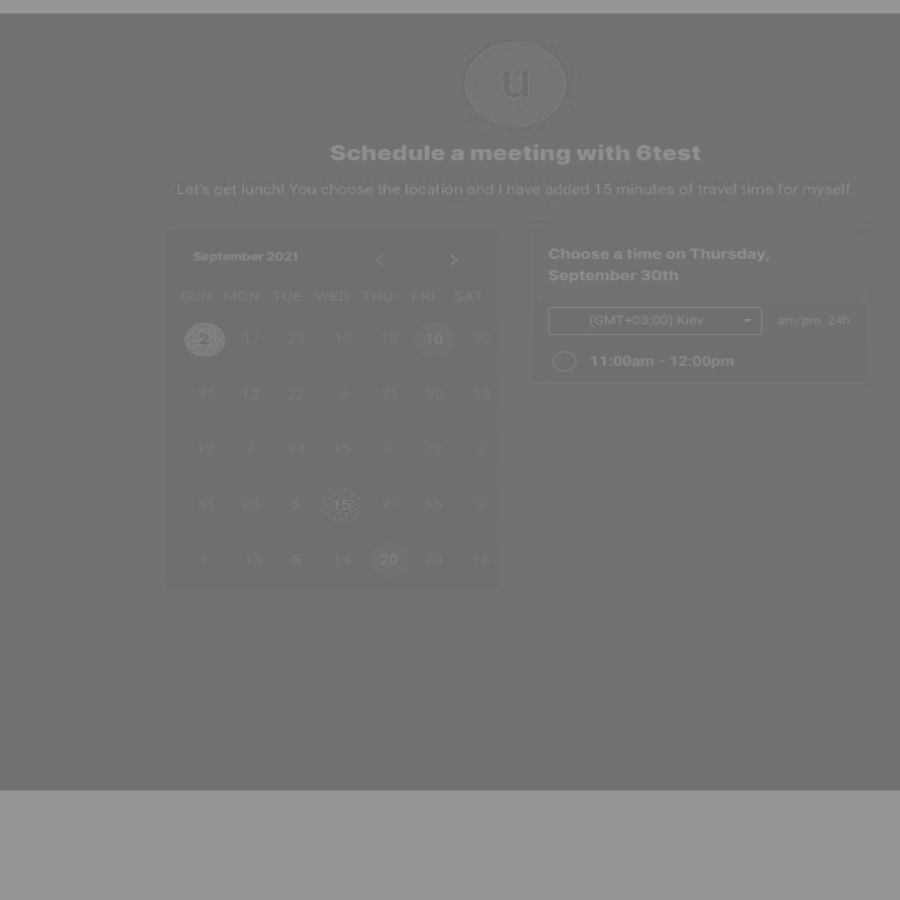 U
Schedule a meeting with 6test
Let's get lunch! You choose the location and I have added 15 minutes of travel time for myself.
September 2021 < >
SUN MON TUE WED THU FRI SAT
2 17 23 10 15 10 30
31 12 22 3 31 30 13
17 7 11 15 7 22 3
31 23 5 15 27 15 9
1 13 5 14 20 23 18
Choose a time on Thursday,
September 30th
(GMT+03:00) Kiev am/pm 24h
11:00am - 12:00pm